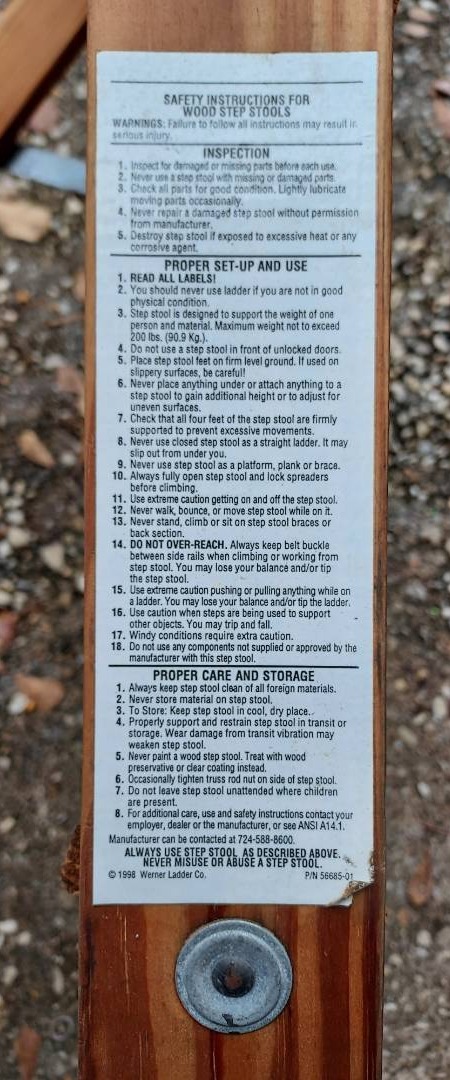 SAFETY INSTRUCTIONS FOR
WOOD STEP STOOLS
WARNINGS: Failure to follow all instructions may result in
serious injury.
INSPECTION
1. Inspect for damaged or missing parts before each use.
2. Never use a step stool with missing or damaged parts.
3. Check all parts for good condition. Lightly lubricate
moving parts occasionally.
4. Never repair a damaged step stool without permission
from manufacturer.
5. Destroy step stool if exposed to excessive heat or any
corrosive agent.
PROPER SET-UP AND USE
1. READ ALL LABELS!
2. You should never use ladder if you are not in good
physical condition.
3. Step stool is designed to support the weight of one
person and material. Maximum weight not to exceed
200 lbs. (90.9 Kg.).
4. Do not use a step stool in front of unlocked doors.
5. Place step stool feet on firm level ground. If used on
slippery surfaces, be careful!
6. Never place anything under or attach anything to a
step stool to gain additional height or to adjust for
uneven surfaces.
7. Check that all four feet of the step stool are firmly
supported to prevent excessive movements.
8. Never use closed step stool as a straight ladder. It may
slip out from under you.
9. Never use step stool as a platform, plank or brace.
10. Always fully open step stool and lock spreaders
before climbing.
11. Use extreme caution getting on and off the step stool.
12. Never walk, bounce, or move step stool while on it.
13. Never stand, climb or sit on step stool braces or
back section.
14. DO NOT OVER-REACH. Always keep belt buckle
between side rails when climbing or working from
step stool. You may lose your balance and/or tip
the step stool.
15. Use extreme caution pushing or pulling anything while on
a ladder. You may lose your balance and/or tip the ladder.
16. Use caution when steps are being used to support
other objects. You may trip and fall.
17. Windy conditions require extra caution.
18. Do not use any components not supplied or approved by the
manufacturer with this step stool.
PROPER CARE AND STORAGE
1. Always keep step stool clean of all foreign materials.
2. Never store material on step stool.
3. To Store: Keep step stool in cool, dry place.
4. Properly support and restrain step stool in transit or
storage. Wear damage from transit vibration may
weaken step stool.
5. Never paint a wood step stool. Treat with wood
preservative or clear coating instead.
6. Occasionally tighten truss rod nut on side of step stool.
7. Do not leave step stool unattended where children
are present.
8. For additional care, use and safety instructions contact your
employer, dealer or the manufacturer, or see ANSI A14.1.
Manufacturer can be contacted at 724-588-8600.
ALWAYS USE STEP STOOL AS DESCRIBED ABOVE.
NEVER MISUSE OR ABUSE A STEP STOOL.
© 1998 Werner Ladder Co. P/N 56685-01